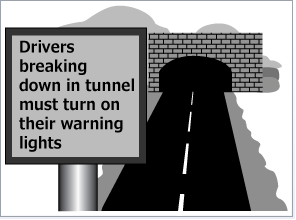 Drivers
breaking
down in tunnel
must turn on
their warning
lights